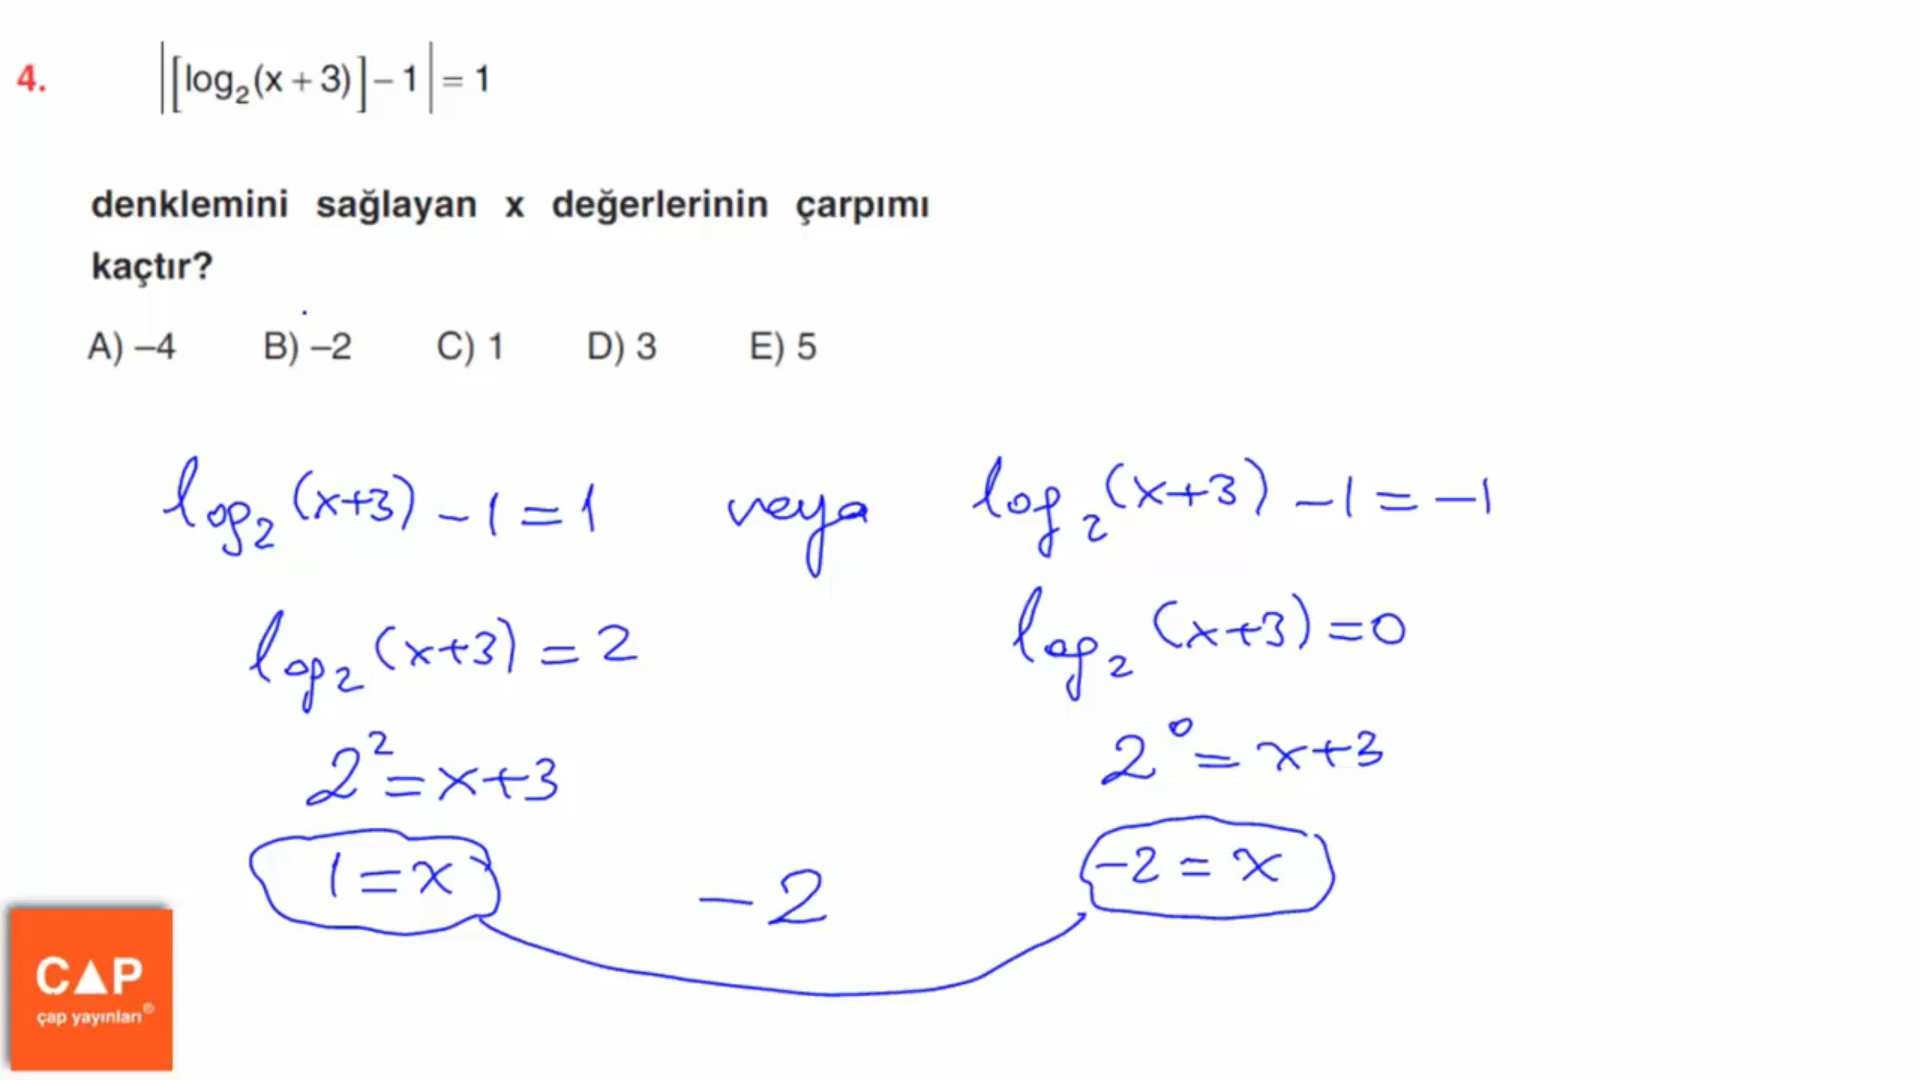 4. |[log₂(x + 3)] – 1| = 1
denklemini sağlayan x değerlerinin çarpımı
kaçtır?
A) –4 B) –2 C) 1 D) 3 E) 5
log₂(x+3) - 1 = 1 veya log₂(x+3) - 1 = -1
log₂(x+3) = 2 log₂(x+3) = 0
2² = x+3 2⁰ = x+3
1 = x -2 -2 = x
CAP
çap yayınları®